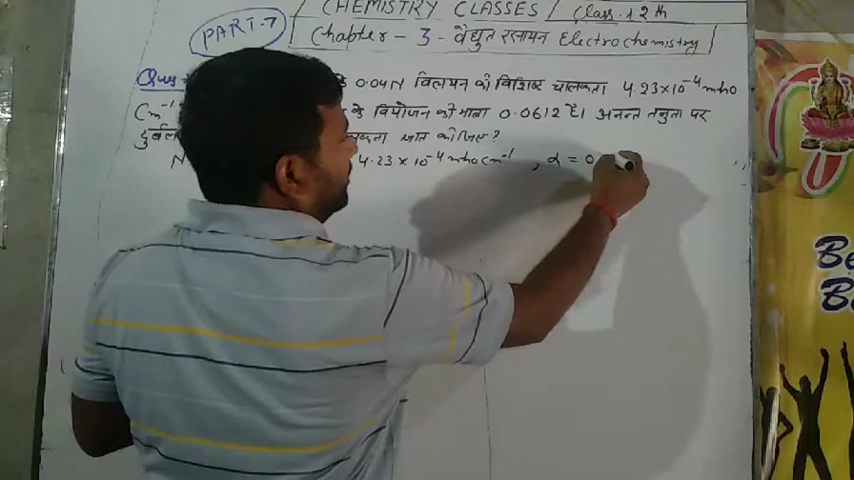 CHEMISTRY CLASSES / Class 12th
PART-7
Chapter - 3 - वैधुत रसायन Electrochemistry
Ques
के 0.04N विलयन की विशिष्ट चालकता 4.23×10⁻⁴ mho
Cm⁻¹ के वियोजन की मात्रा 0.0612 है। अनन्त तनुता पर
दुर्बल चालकता ज्ञात कीजिए?
N 4.23 × 10⁻⁴ mho cm⁻¹ , α = 0
Be
B